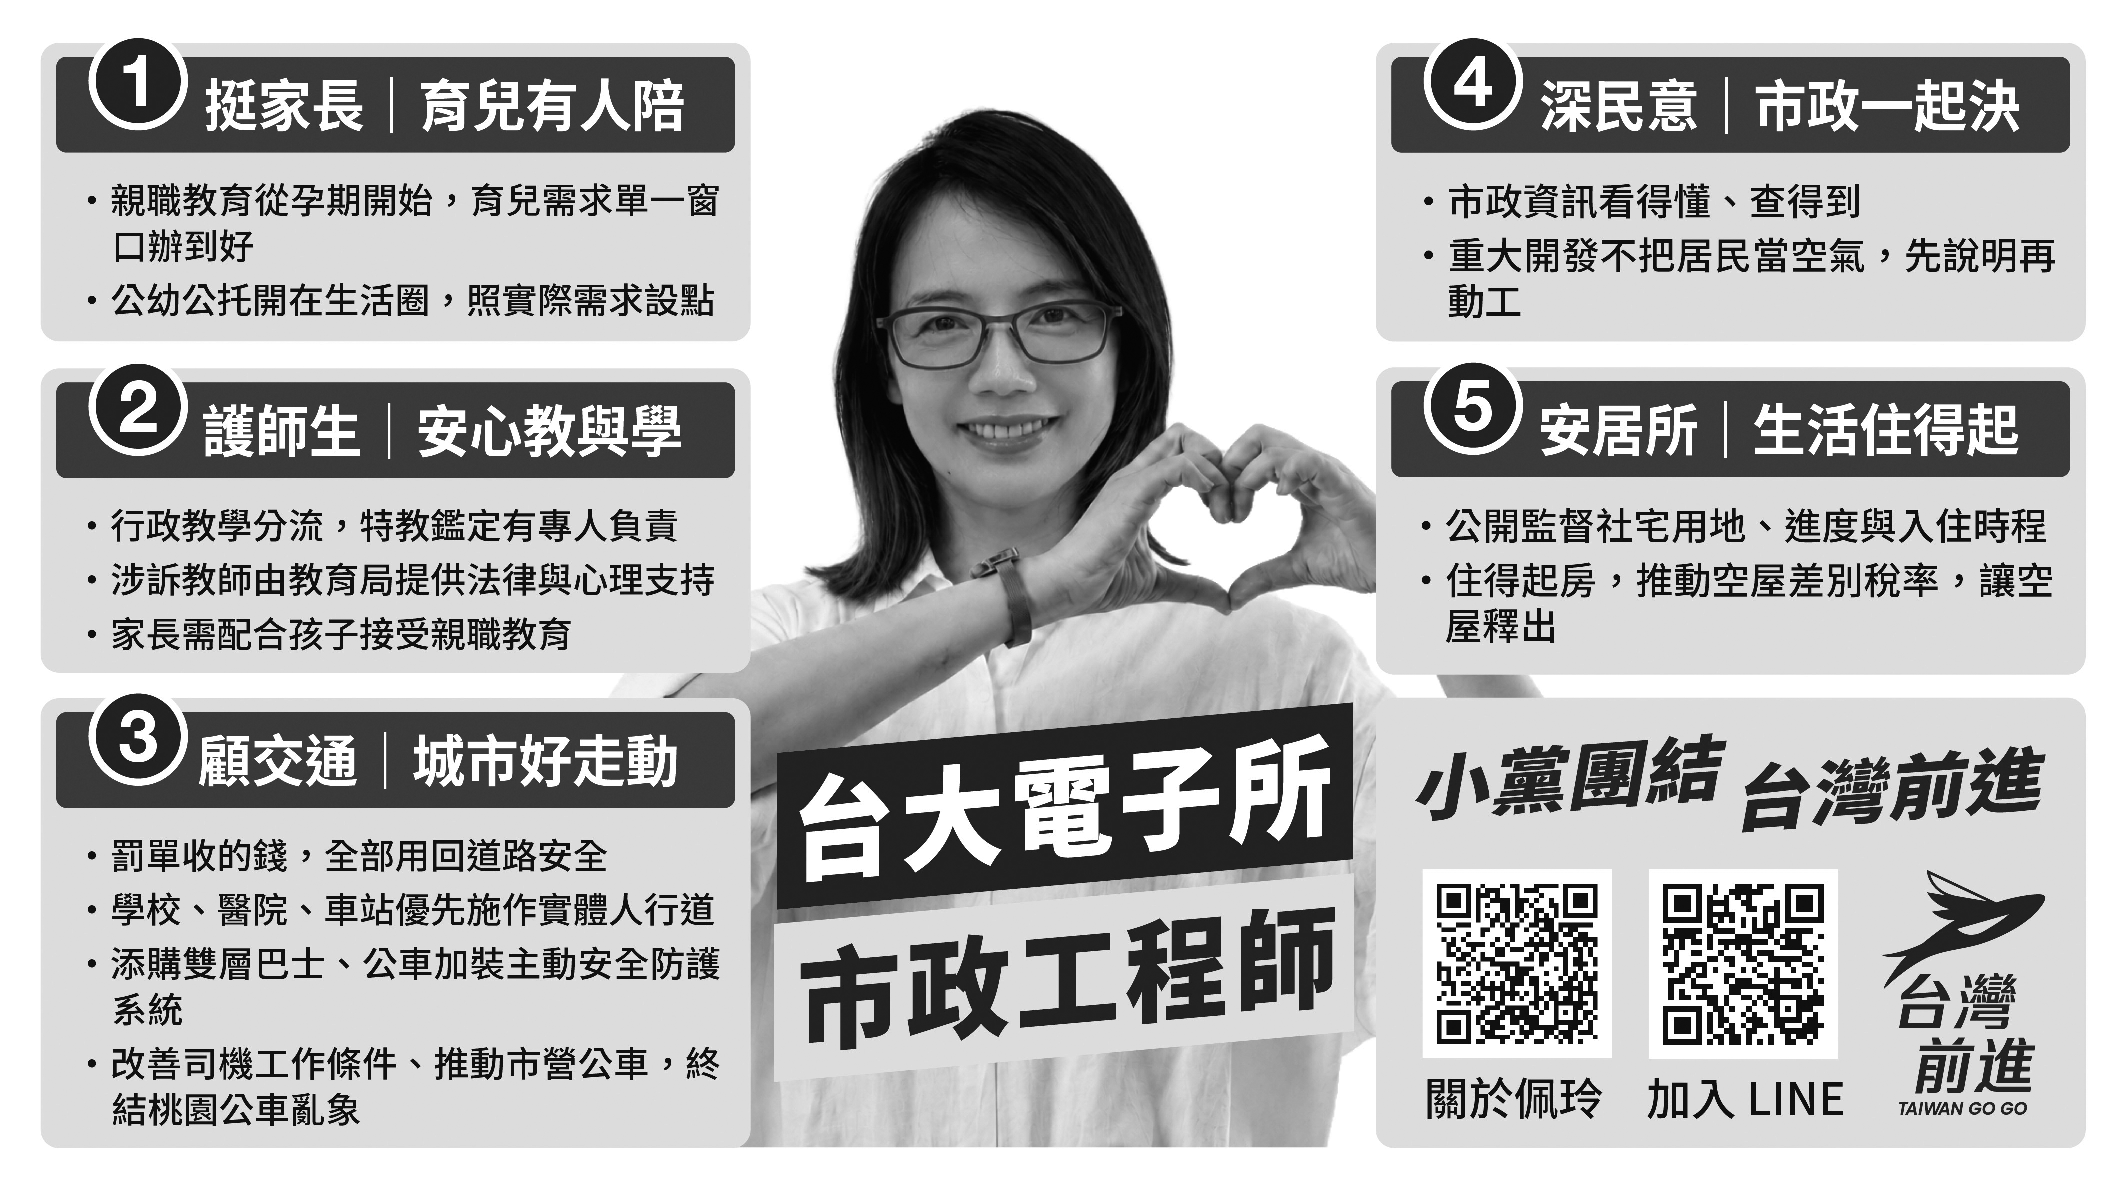 1 挺家長｜育兒有人陪
・親職教育從孕期開始，育兒需求單一窗
口辦到好
・公幼公托開在生活圈，照實際需求設點
2 護師生｜安心教與學
・行政教學分流，特教鑑定有專人負責
・涉訴教師由教育局提供法律與心理支持
・家長需配合孩子接受親職教育
3 顧交通｜城市好走動
・罰單收的錢，全部用回道路安全
・學校、醫院、車站優先施作實體人行道
・添購雙層巴士、公車加裝主動安全防護
系統
・改善司機工作條件、推動市營公車，終
結桃園公車亂象
台大電子所
市政工程師
4 深民意｜市政一起決
・市政資訊看得懂、查得到
・重大開發不把居民當空氣，先說明再
動工
5 安居所｜生活住得起
・公開監督社宅用地、進度與入住時程
・住得起房，推動空屋差別稅率，讓空
屋釋出
小黨團結 台灣前進
關於佩玲
加入 LINE
台灣
前進
TAIWAN GO GO